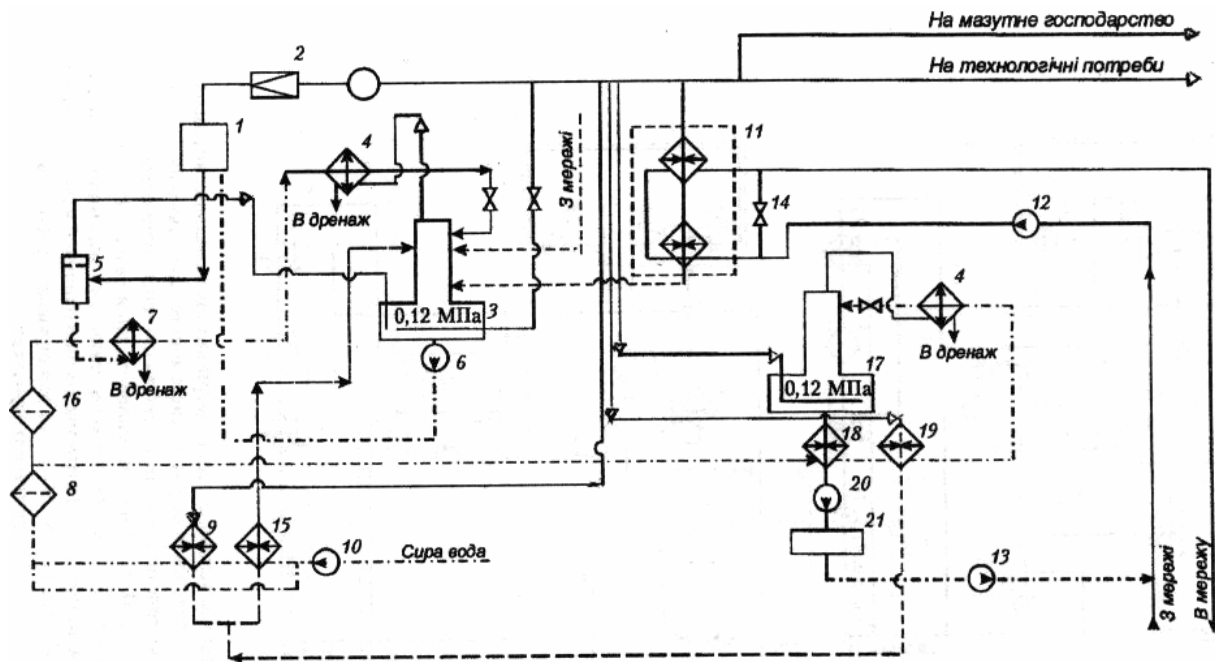 На мазутне господарство
2
На технологічні потреби
1
4
11
З мережі
В дренаж
14
12
5
4
7
0,12 МПа
3
6
В дренаж
17
В дренаж
0,12 МПа
16
18
19
8
20
9
15
21
10
Сира вода
13
З мережі
В мережу